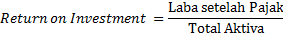 Return on Investment = Laba setelah Pajak
Total Aktiva